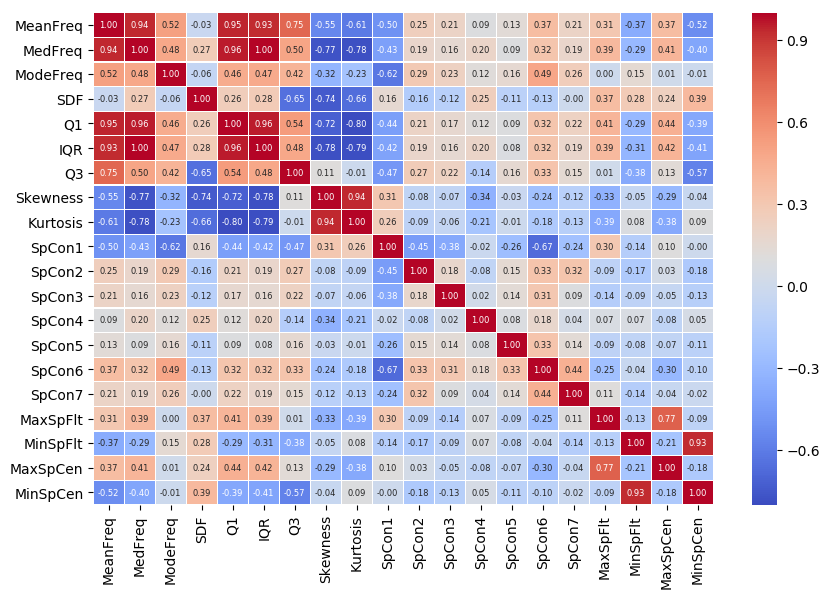 MeanFreq 1.00 0.94 0.52 -0.03 0.95 0.93 0.75 -0.55 -0.61 -0.50 0.25 0.21 0.09 0.13 0.37 0.21 0.31 -0.37 0.37 -0.52
MedFreq 0.94 1.00 0.48 0.27 0.96 1.00 0.50 -0.77 -0.78 -0.43 0.19 0.16 0.20 0.09 0.32 0.19 0.39 -0.29 0.41 -0.40
ModeFreq 0.52 0.48 1.00 -0.06 0.46 0.47 0.42 -0.32 -0.23 -0.62 0.29 0.23 0.12 0.16 0.49 0.26 0.00 0.15 0.01 -0.01
SDF -0.03 0.27 -0.06 1.00 0.26 0.28 -0.65 -0.74 -0.66 0.16 -0.16 -0.12 0.25 -0.11 -0.13 -0.00 0.37 0.28 0.24 0.39
Q1 0.95 0.96 0.46 0.26 1.00 0.96 0.54 -0.72 -0.80 -0.44 0.21 0.17 0.12 0.09 0.32 0.22 0.41 -0.29 0.44 -0.39
IQR 0.93 1.00 0.47 0.28 0.96 1.00 0.48 -0.78 -0.79 -0.42 0.19 0.16 0.20 0.08 0.32 0.19 0.39 -0.31 0.42 -0.41
Q3 0.75 0.50 0.42 -0.65 0.54 0.48 1.00 0.11 -0.01 -0.47 0.27 0.22 -0.14 0.16 0.33 0.15 0.01 -0.38 0.13 -0.57
Skewness -0.55 -0.77 -0.32 -0.74 -0.72 -0.78 0.11 1.00 0.94 0.31 -0.08 -0.07 -0.34 -0.03 -0.24 -0.12 -0.33 -0.05 -0.29 -0.04
Kurtosis -0.61 -0.78 -0.23 -0.66 -0.80 -0.79 -0.01 0.94 1.00 0.26 -0.09 -0.06 -0.21 -0.01 -0.18 -0.13 -0.39 0.08 -0.38 0.09
SpCon1 -0.50 -0.43 -0.62 0.16 -0.44 -0.42 -0.47 0.31 0.26 1.00 -0.45 -0.38 -0.02 -0.26 -0.67 -0.24 0.30 -0.14 0.10 -0.00
SpCon2 0.25 0.19 0.29 -0.16 0.21 0.19 0.27 -0.08 -0.09 -0.45 1.00 0.18 -0.08 0.15 0.33 0.32 -0.09 -0.17 0.03 -0.18
SpCon3 0.21 0.16 0.23 -0.12 0.17 0.16 0.22 -0.07 -0.06 -0.38 0.18 1.00 0.02 0.14 0.31 0.09 -0.14 -0.09 -0.05 -0.13
SpCon4 0.09 0.20 0.12 0.25 0.12 0.20 -0.14 -0.34 -0.21 -0.02 -0.08 0.02 1.00 0.08 0.18 0.04 0.07 0.07 -0.08 0.05
SpCon5 0.13 0.09 0.16 -0.11 0.09 0.08 0.16 -0.03 -0.01 -0.26 0.15 0.14 0.08 1.00 0.33 0.14 -0.09 -0.08 -0.07 -0.11
SpCon6 0.37 0.32 0.49 -0.13 0.32 0.32 0.33 -0.24 -0.18 -0.67 0.33 0.31 0.18 0.33 1.00 0.44 -0.25 -0.04 -0.30 -0.10
SpCon7 0.21 0.19 0.26 -0.00 0.22 0.19 0.15 -0.12 -0.13 -0.24 0.32 0.09 0.04 0.14 0.44 1.00 0.11 -0.14 -0.04 -0.02
MaxSpFlt 0.31 0.39 0.00 0.37 0.41 0.39 0.01 -0.33 -0.39 0.30 -0.09 -0.14 0.07 -0.09 -0.25 0.11 1.00 -0.13 0.77 -0.09
MinSpFlt -0.37 -0.29 0.15 0.28 -0.29 -0.31 -0.38 -0.05 0.08 -0.14 -0.17 -0.09 0.07 -0.08 -0.04 -0.14 -0.13 1.00 -0.21 0.93
MaxSpCen 0.37 0.41 0.01 0.24 0.44 0.42 0.13 -0.29 -0.38 0.10 0.03 -0.05 -0.08 -0.07 -0.30 -0.04 0.77 -0.21 1.00 -0.18
MinSpCen -0.52 -0.40 -0.01 0.39 -0.39 -0.41 -0.57 -0.04 0.09 -0.00 -0.18 -0.13 0.05 -0.11 -0.10 -0.02 -0.09 0.93 -0.18 1.00
MeanFreq MedFreq ModeFreq SDF Q1 IQR Q3 Skewness Kurtosis SpCon1 SpCon2 SpCon3 SpCon4 SpCon5 SpCon6 SpCon7 MaxSpFlt MinSpFlt MaxSpCen MinSpCen
0.9
0.6
0.3
0.0
−0.3
−0.6